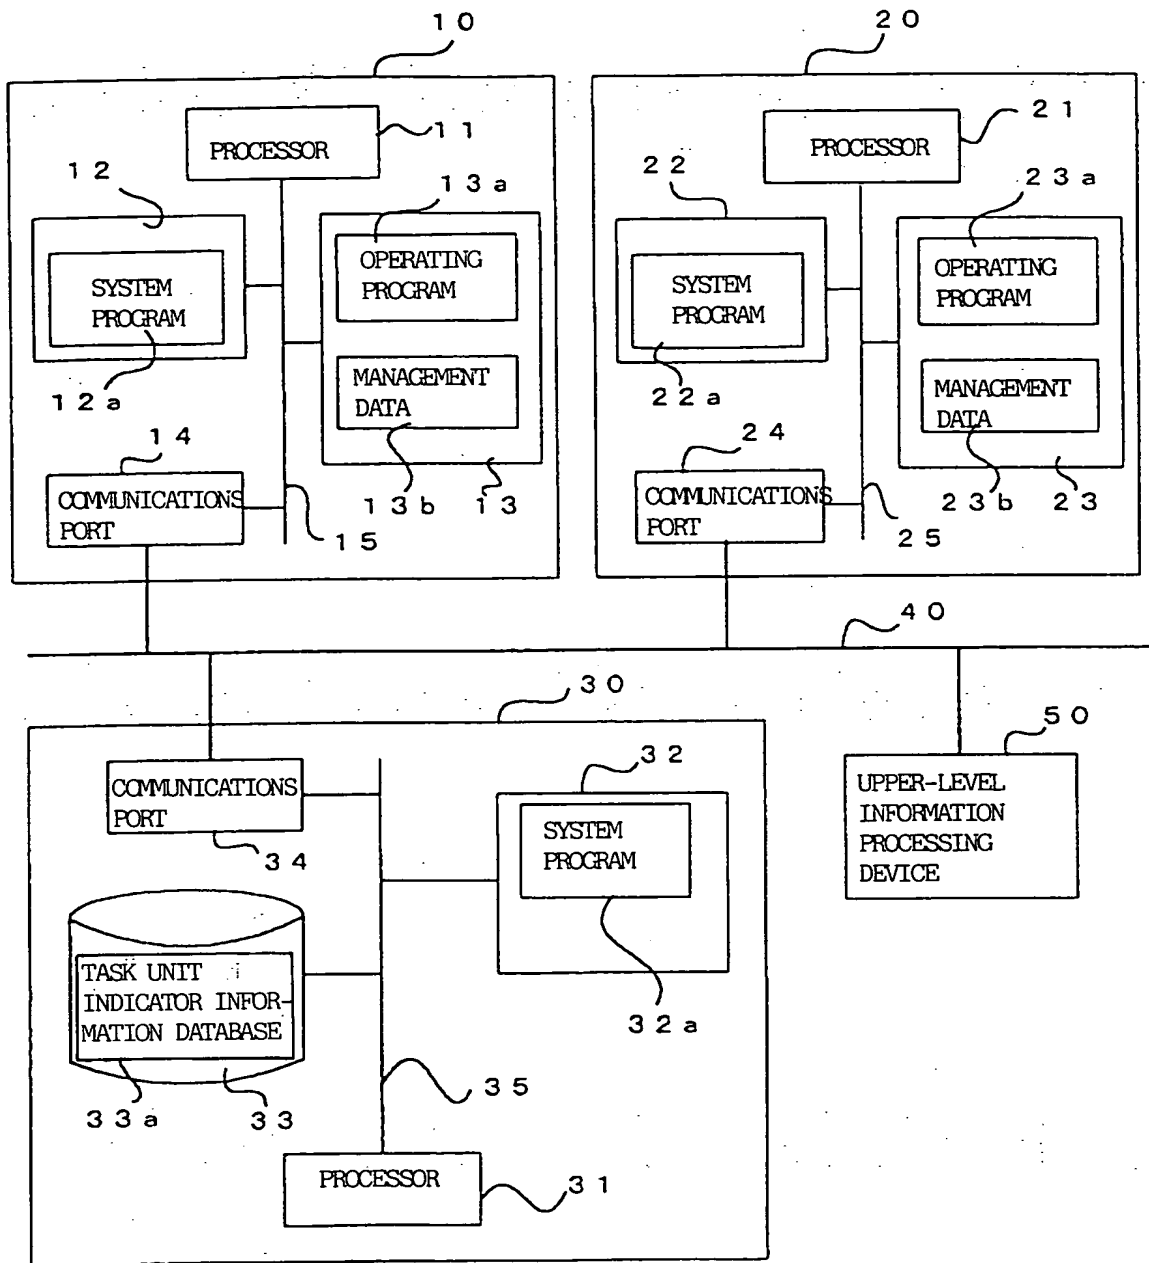 10
20
PROCESSOR
11
PROCESSOR
21
12
13a
22
23a
SYSTEM
PROGRAM
OPERATING
PROGRAM
SYSTEM
PROGRAM
OPERATING
PROGRAM
12a
MANAGEMENT
DATA
22a
MANAGEMENT
DATA
14
24
COMMUNICATIONS
PORT
13b
13
COMMUNICATIONS
PORT
23b
23
15
25
40
30
50
COMMUNICATIONS
PORT
34
32
SYSTEM
PROGRAM
UPPER-LEVEL
INFORMATION
PROCESSING
DEVICE
TASK UNIT
INDICATOR INFOR-
MATION DATABASE
32a
33a
33
35
PROCESSOR
31